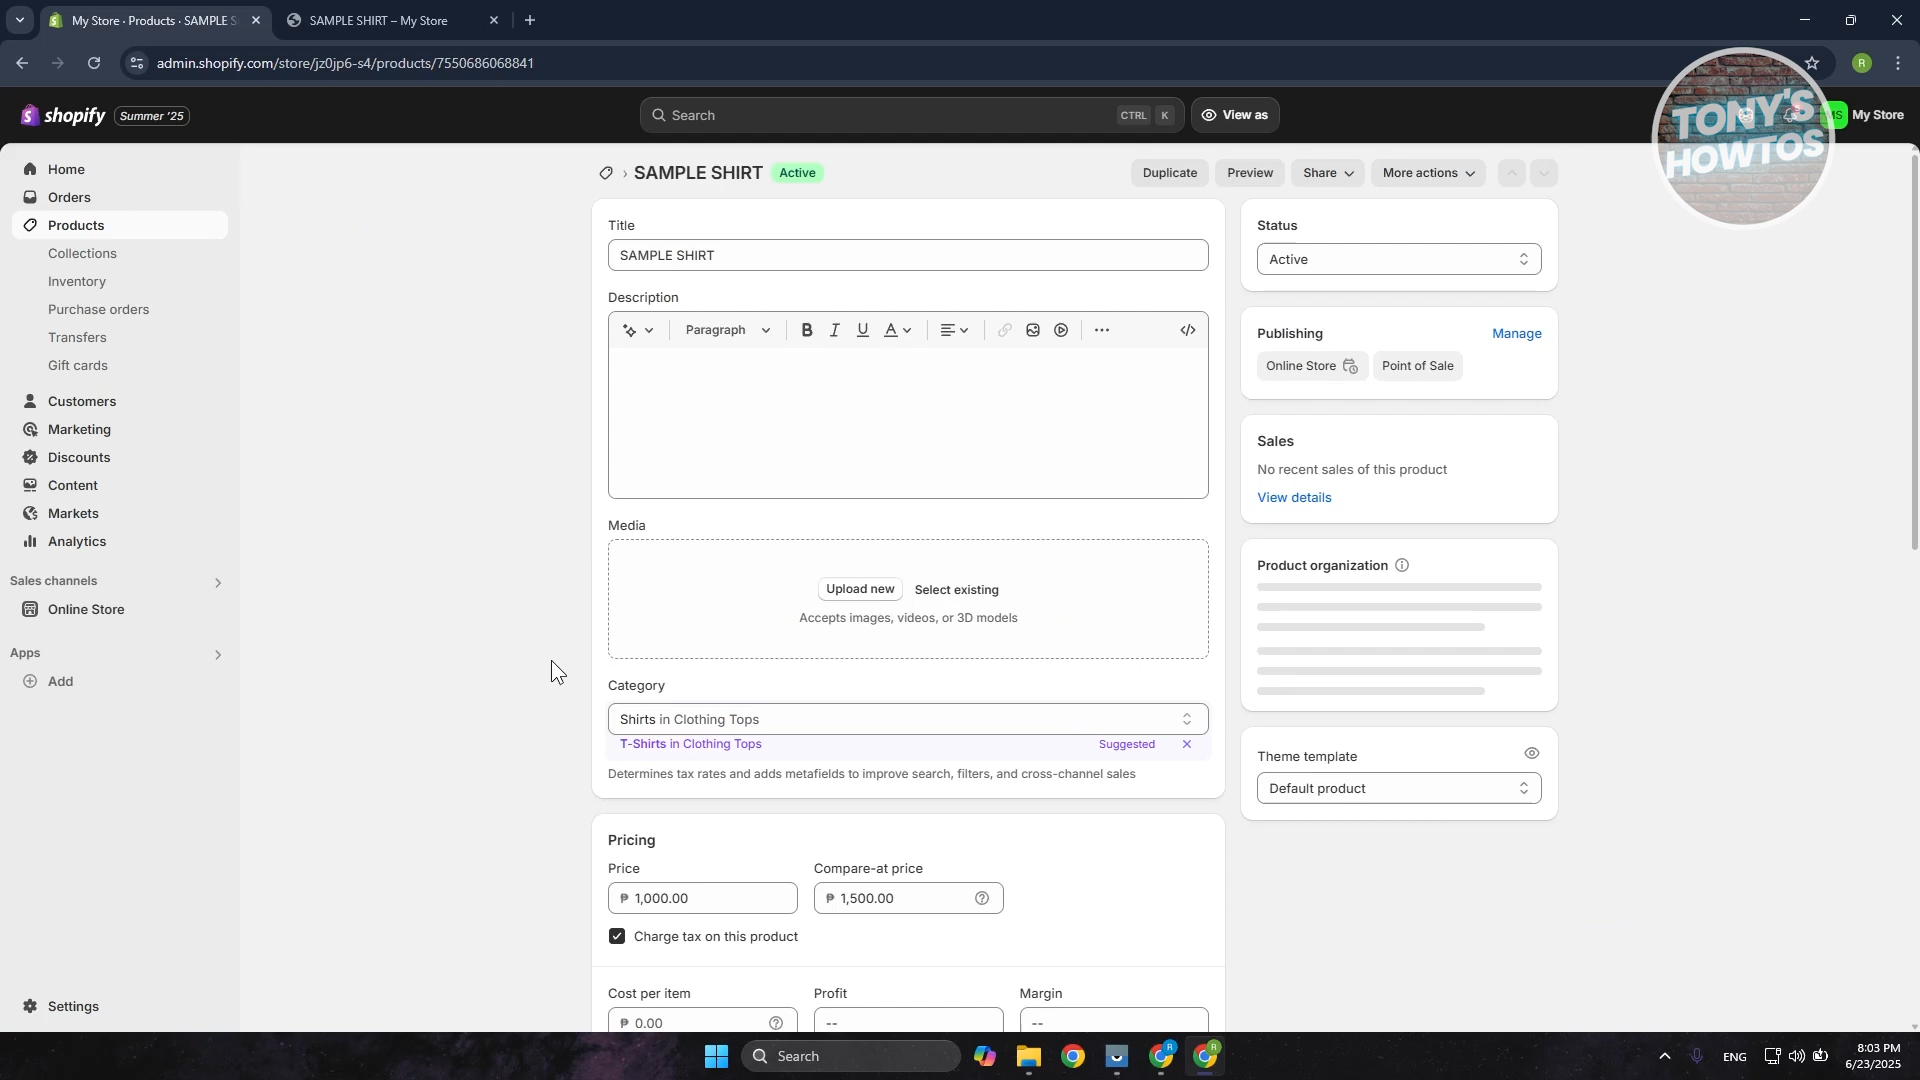 My Store · Products · SAMPLE S
SAMPLE SHIRT – My Store
admin.shopify.com/store/jz0jp6-s4/products/7550686068841
R
shopify
Summer '25
Search
CTRL K
View as
MS
My Store
TONY'S
HOWTOS
Home
Orders
Products
Collections
Inventory
Purchase orders
Transfers
Gift cards
Customers
Marketing
Discounts
Content
Markets
Analytics
Sales channels
Online Store
Apps
Add
Settings
SAMPLE SHIRT Active
Duplicate
Preview
Share
More actions
Title
SAMPLE SHIRT
Description
Paragraph
B I U A
Media
Upload new
Select existing
Accepts images, videos, or 3D models
Category
Shirts in Clothing Tops
T-Shirts in Clothing Tops
Suggested
Determines tax rates and adds metafields to improve search, filters, and cross-channel sales
Pricing
Price
Compare-at price
₱ 1,000.00
₱ 1,500.00
Charge tax on this product
Cost per item
Profit
Margin
₱ 0.00
--
--
Status
Active
Publishing
Manage
Online Store
Point of Sale
Sales
No recent sales of this product
View details
Product organization
Theme template
Default product
Search
R
R
ENG
8:03 PM
6/23/2025